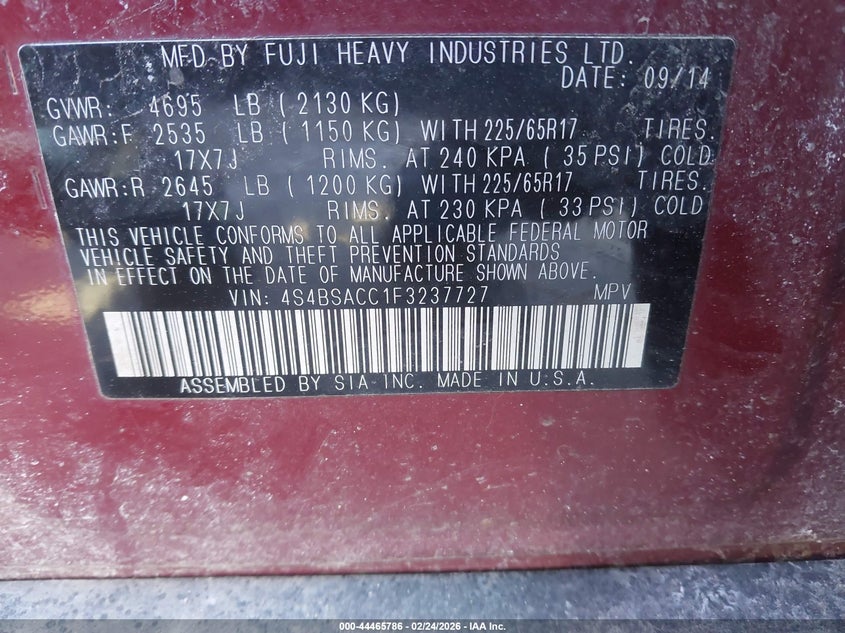 MFD BY FUJI HEAVY INDUSTRIES LTD.
DATE: 09/14
GVWR: 4695 LB ( 2130 KG)
GAWR:F 2535 LB ( 1150 KG) WITH 225/65R17 TIRES.
17X7J RIMS. AT 240 KPA ( 35 PSI) COLD
GAWR:R 2645 LB ( 1200 KG) WITH 225/65R17 TIRES.
17X7J RIMS. AT 230 KPA ( 33 PSI) COLD
THIS VEHICLE CONFORMS TO ALL APPLICABLE FEDERAL MOTOR
VEHICLE SAFETY AND THEFT PREVENTION STANDARDS
IN EFFECT ON THE DATE OF MANUFACTURE SHOWN ABOVE.
VIN: 4S4BSACC1F3237727 MPV
ASSEMBLED BY SIA INC. MADE IN U.S.A.
000-44465786 - 02/24/2026 - IAA Inc.